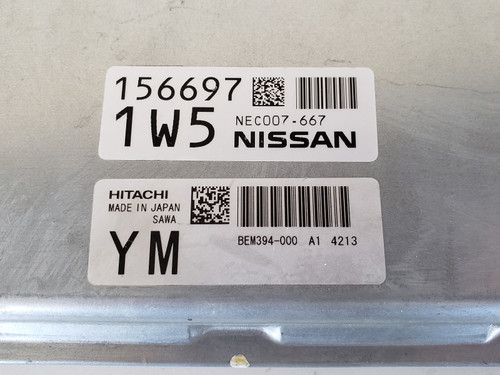 156697
1W5 NEC007-667
NISSAN
HITACHI
MADE IN JAPAN
SAWA
YM
BEM394-000 A1 4213